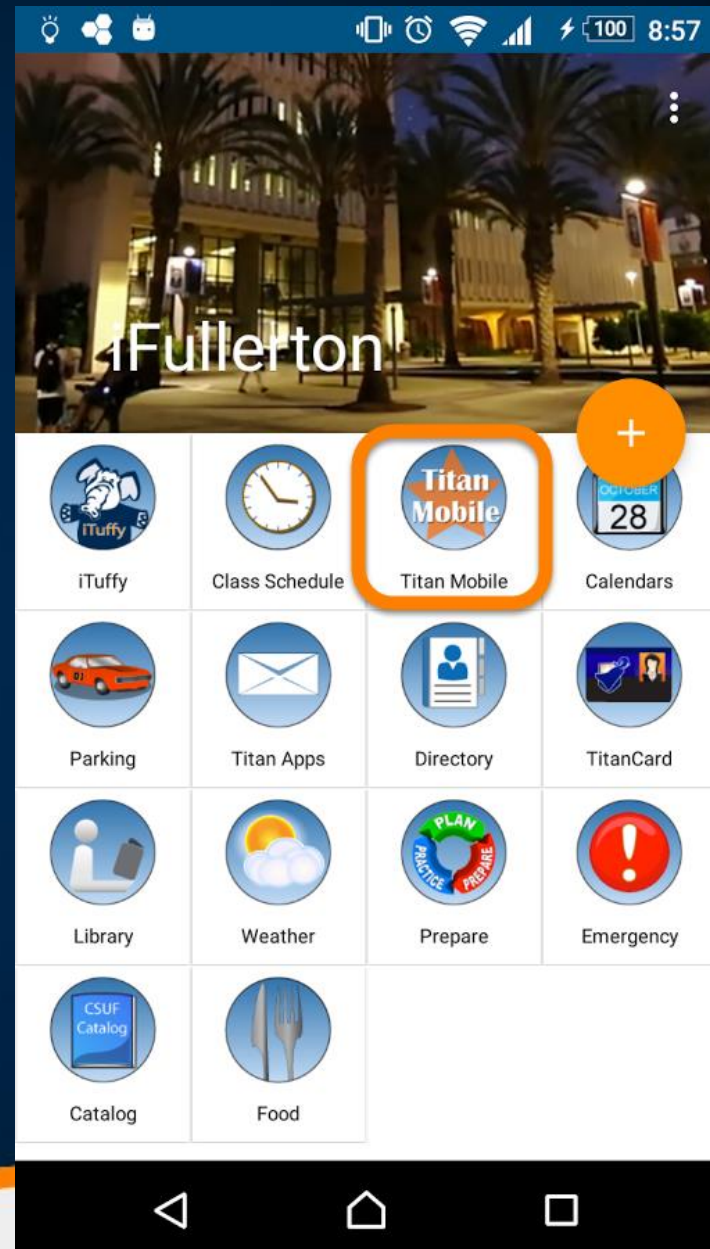 100 8:57
iFullerton
iTuffy
Titan
Mobile
OCTOBER
28
iTuffy
Class Schedule
Titan Mobile
Calendars
01
Parking
Titan Apps
Directory
TitanCard
PLAN
PRACTICE
PREPARE
Library
Weather
Prepare
Emergency
CSUF
Catalog
Catalog
Food